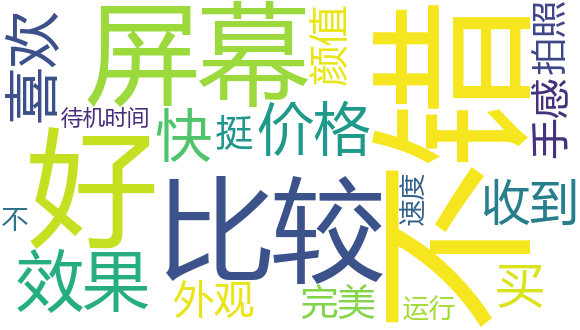 喜欢
屏幕
颜值
不错
拍照
手感
待机时间
快
挺
价格
好
比较
速度
收到
不
效果
外观
完美
运行
买